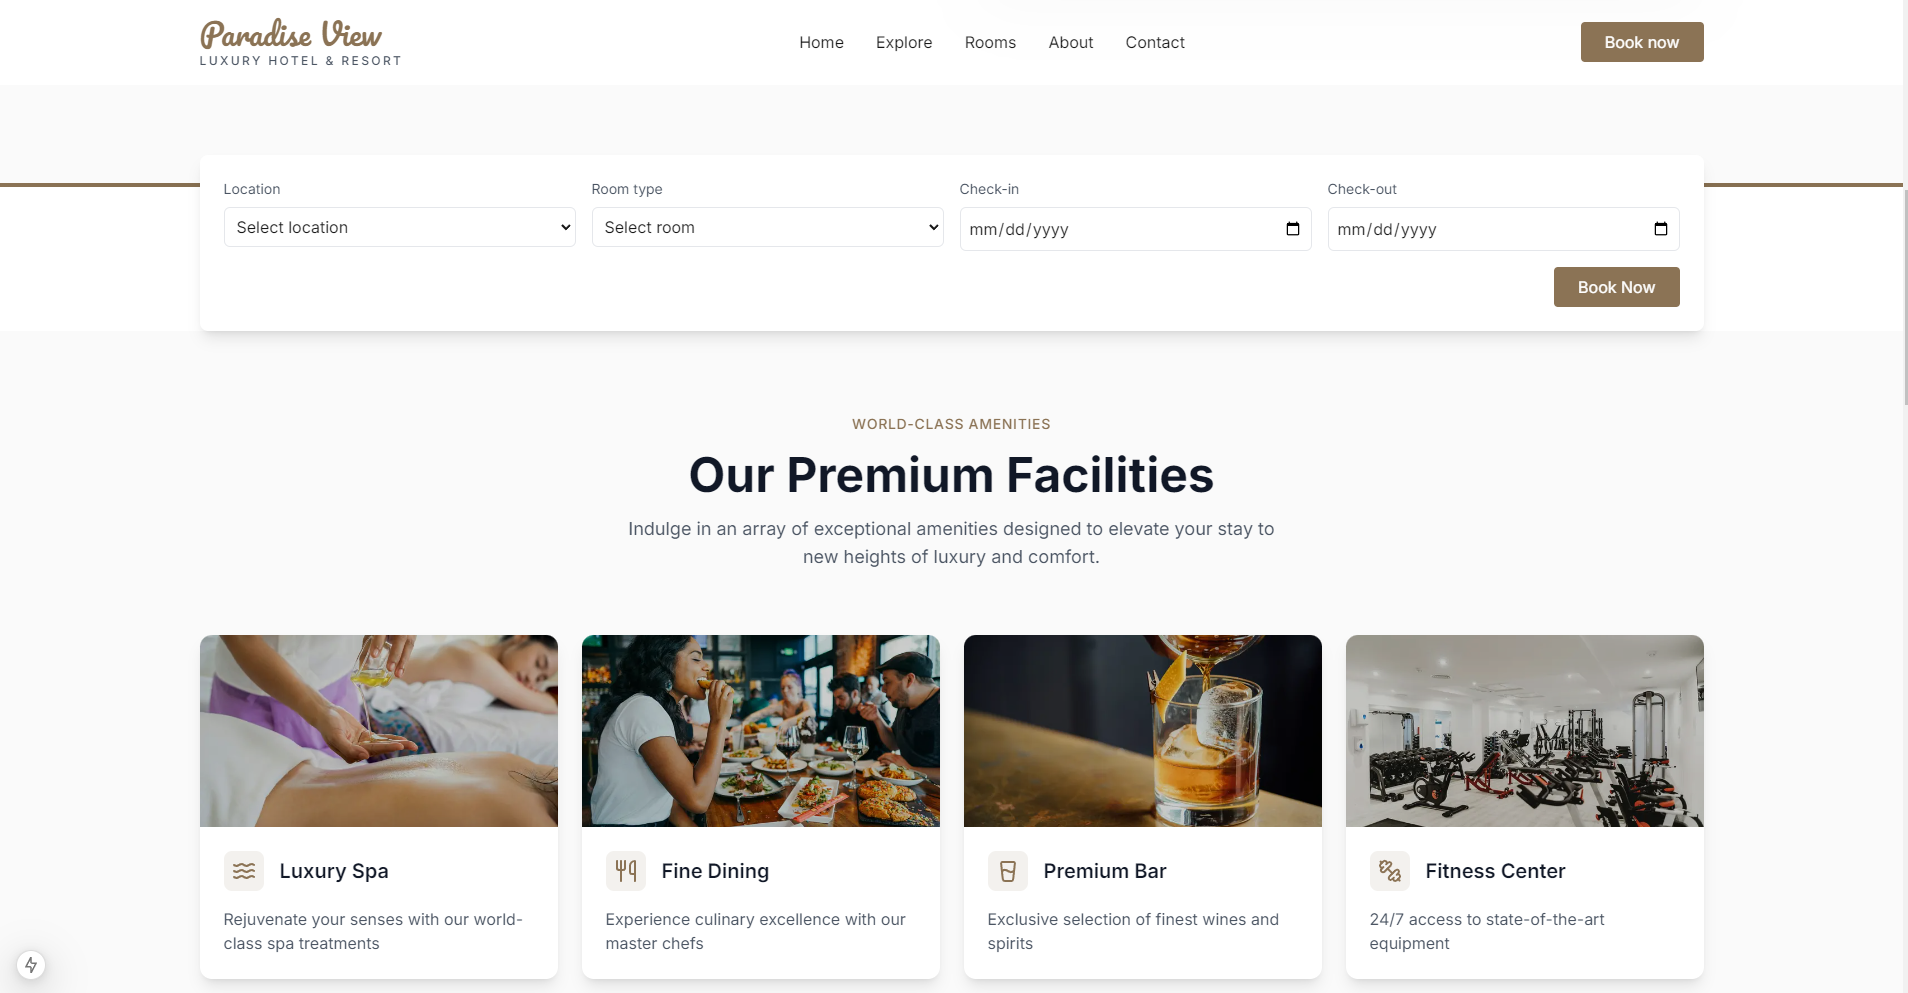 Paradise View
LUXURY HOTEL & RESORT
Home
Explore
Rooms
About
Contact
Book now
Location
Room type
Check-in
Check-out
Select location
Select room
mm/dd/yyyy
mm/dd/yyyy
Book Now
WORLD-CLASS AMENITIES
Our Premium Facilities
Indulge in an array of exceptional amenities designed to elevate your stay to
new heights of luxury and comfort.
Luxury Spa
Rejuvenate your senses with our world-
class spa treatments
Fine Dining
Experience culinary excellence with our
master chefs
Premium Bar
Exclusive selection of finest wines and
spirits
Fitness Center
24/7 access to state-of-the-art
equipment